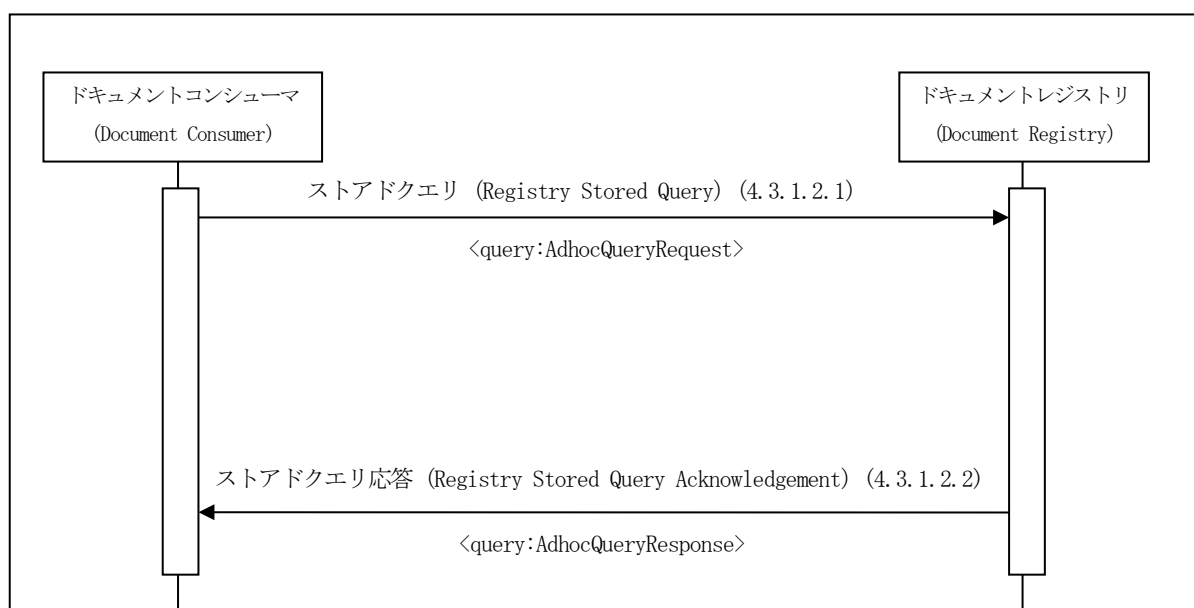 ドキュメントコンシューマ
(Document Consumer)
ドキュメントレジストリ
(Document Registry)
ストアドクエリ (Registry Stored Query) (4.3.1.2.1)
<query:AdhocQueryRequest>
ストアドクエリ応答 (Registry Stored Query Acknowledgement) (4.3.1.2.2)
<query:AdhocQueryResponse>